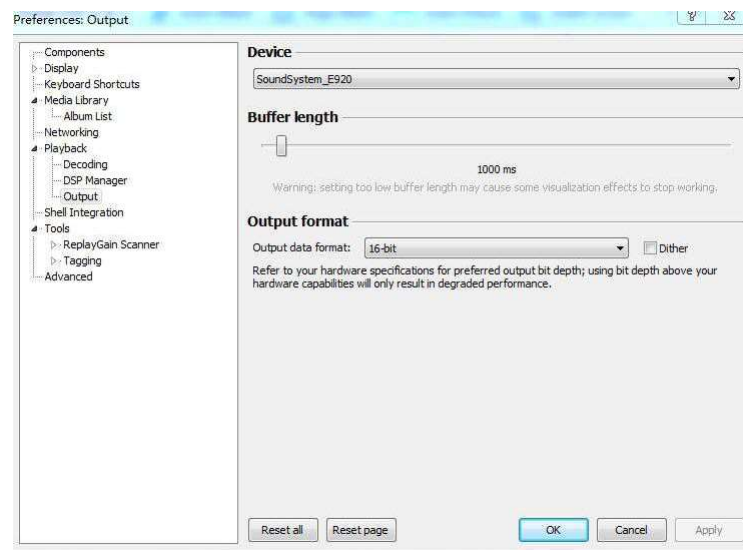 Preferences: Output
Components
Display
Keyboard Shortcuts
Media Library
Album List
Networking
Playback
Decoding
DSP Manager
Output
Shell Integration
Tools
ReplayGain Scanner
Tagging
Advanced
Device
SoundSystem_E920
Buffer length
1000 ms
Warning: setting too low buffer length may cause some visualization effects to stop working.
Output format
Output data format: 16-bit Dither
Refer to your hardware specifications for preferred output bit depth; using bit depth above your
hardware capabilities will only result in degraded performance.
Reset all Reset page OK Cancel Apply